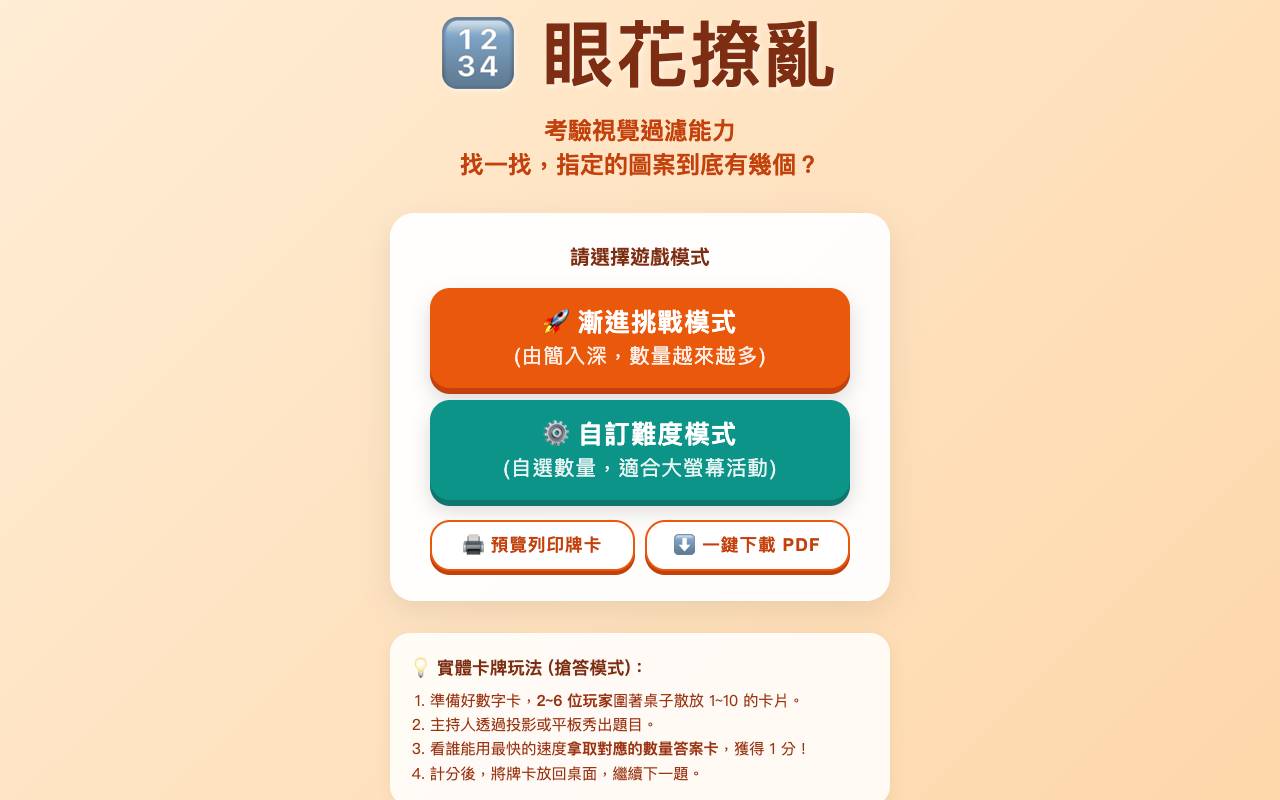 🔢 眼花撩亂
考驗視覺過濾能力
找一找，指定的圖案到底有幾個？
請選擇遊戲模式
🚀 漸進挑戰模式
(由簡入深，數量越來越多)
⚙️ 自訂難度模式
(自選數量，適合大螢幕活動)
🖨️ 預覽列印牌卡
⬇️ 一鍵下載 PDF
💡 實體卡牌玩法 (搶答模式)：
1. 準備好數字卡，2~6 位玩家圍著桌子散放 1~10 的卡片。
2. 主持人透過投影或平板秀出題目。
3. 看誰能用最快的速度拿取對應的數量答案卡，獲得 1 分！
4. 計分後，將牌卡放回桌面，繼續下一題。